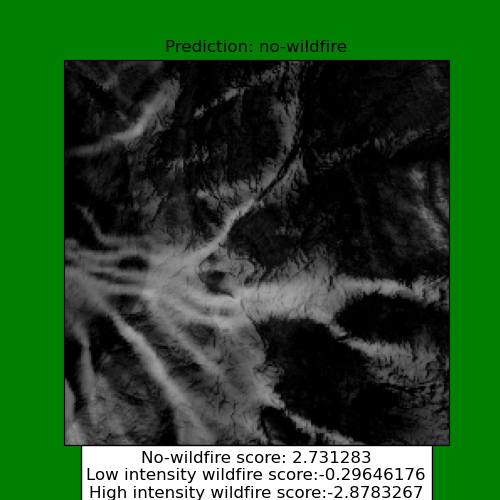 Prediction: no-wildfire
No-wildfire score: 2.731283
Low intensity wildfire score:-0.29646176
High intensity wildfire score:-2.8783267